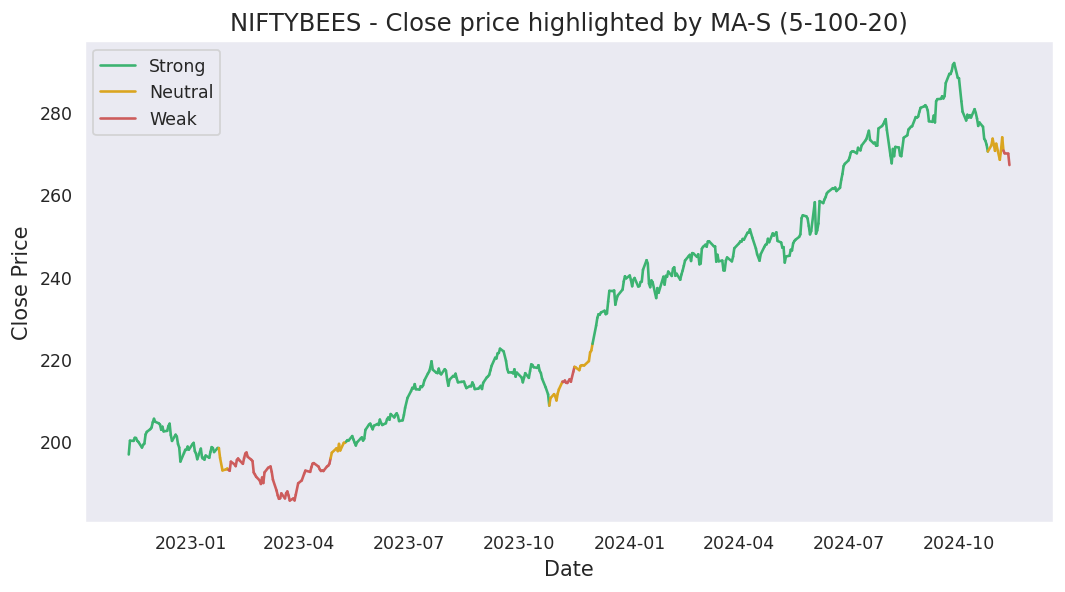 NIFTYBEES - Close price highlighted by MA-S (5-100-20)
Strong
Neutral
Weak
Close Price
280
260
240
220
200
2023-01 2023-04 2023-07 2023-10 2024-01 2024-04 2024-07 2024-10
Date